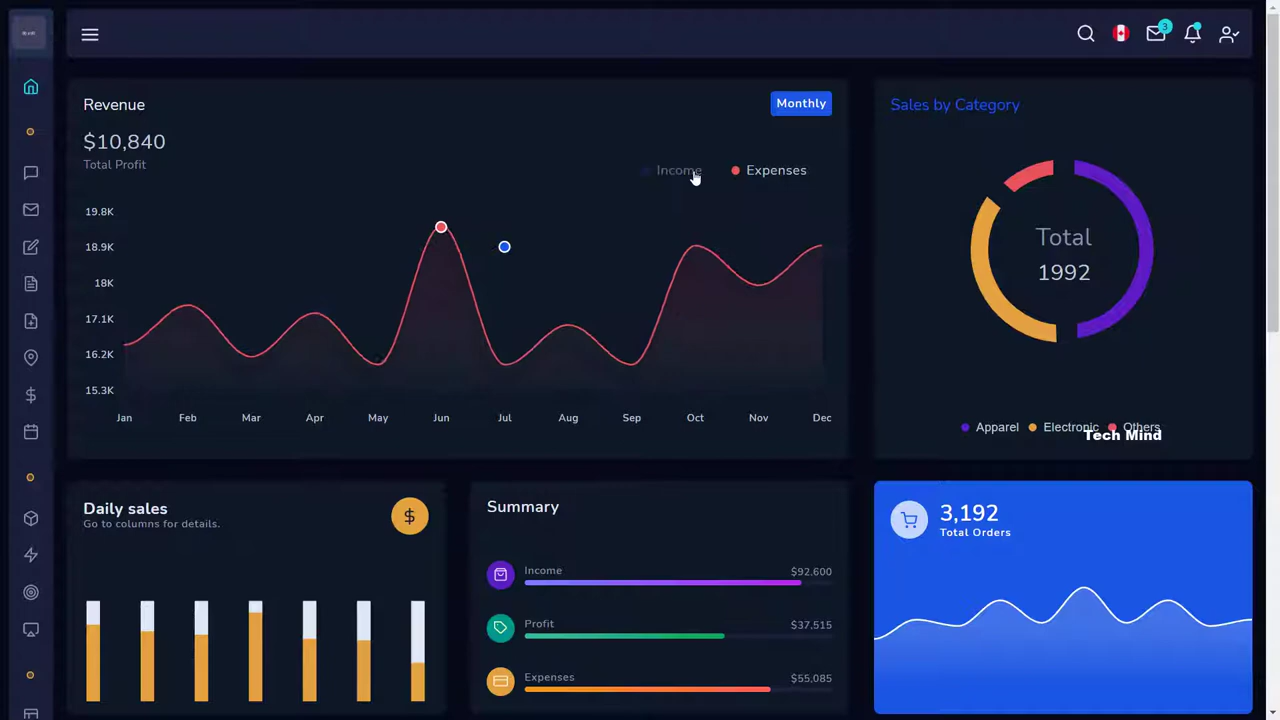 3
Revenue
Monthly
Sales by Category
$10,840
Total Profit
Income
Expenses
19.8K
18.9K
18K
17.1K
16.2K
15.3K
Jan Feb Mar Apr May Jun Jul Aug Sep Oct Nov Dec
Total
1992
Apparel Electronic Others
Tech Mind
Daily sales
Go to columns for details.
$
Summary
Income $92,600
Profit $37,515
Expenses $55,085
3,192
Total Orders